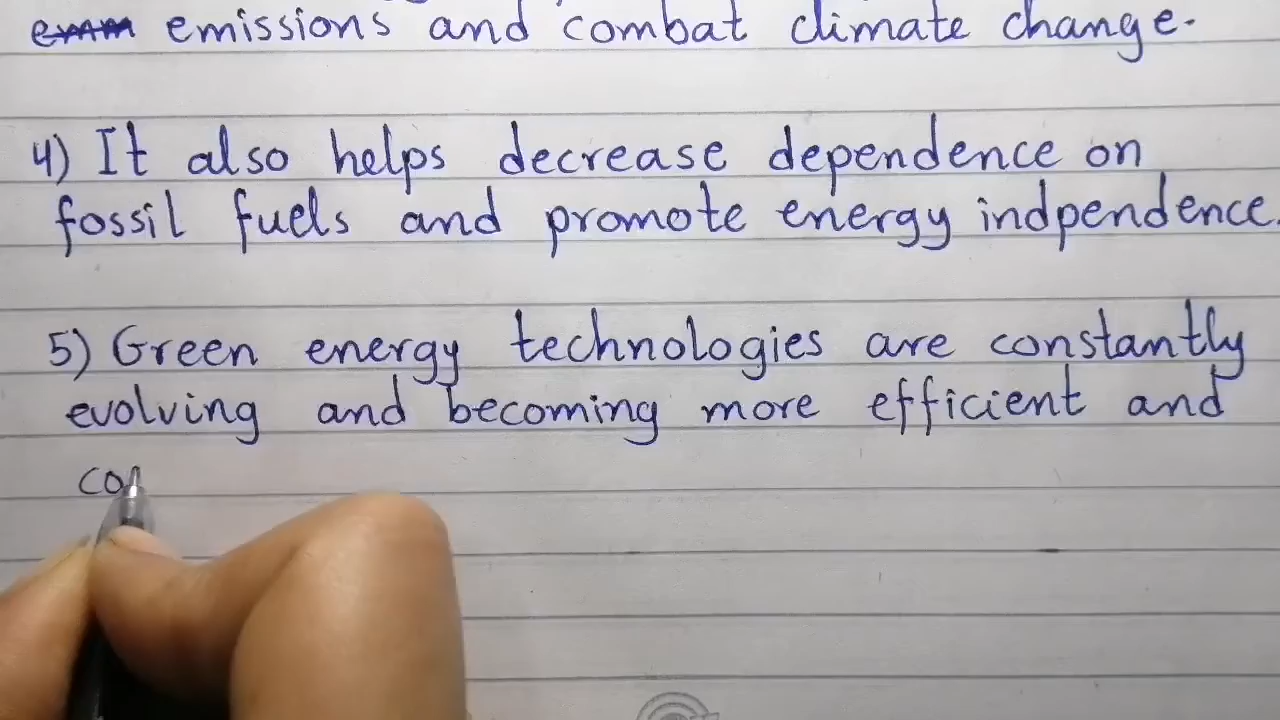 emissions and combat climate change.
4) It also helps decrease dependence on
fossil fuels and promote energy indpendence.
5) Green energy technologies are constantly
evolving and becoming more efficient and
co